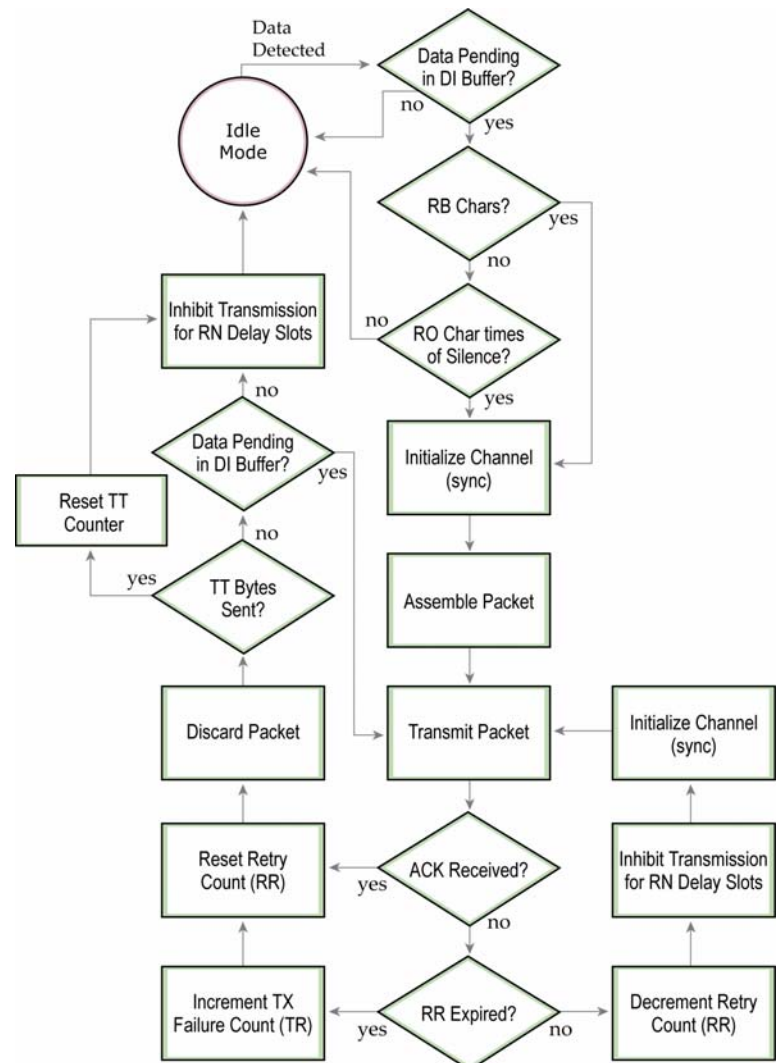 Data
Detected
Data Pending
in DI Buffer?
no
yes
Idle
Mode
RB Chars?
yes
no
Inhibit Transmission
for RN Delay Slots
no
RO Char times
of Silence?
yes
no
Data Pending
in DI Buffer?
yes
Initialize Channel
(sync)
Reset TT
Counter
no
yes
TT Bytes
Sent?
Assemble Packet
Discard Packet
Transmit Packet
Initialize Channel
(sync)
Reset Retry
Count (RR)
yes
ACK Received?
no
Inhibit Transmission
for RN Delay Slots
Increment TX
Failure Count (TR)
yes
RR Expired?
no
Decrement Retry
Count (RR)